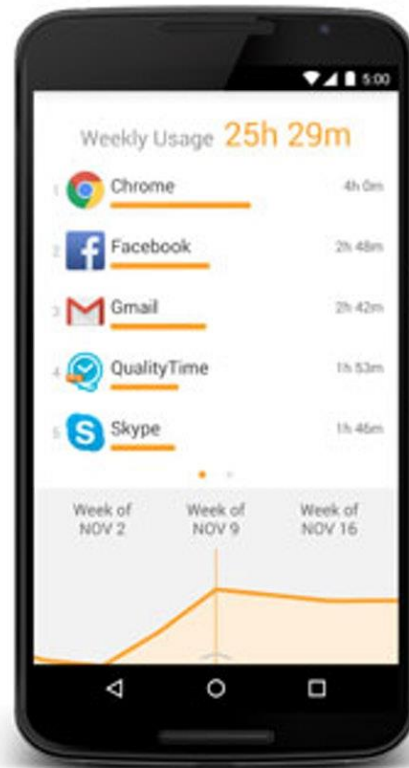 5:00
Weekly Usage 25h 29m
1 Chrome 4h 0m
2 Facebook 2h 48m
3 Gmail 2h 42m
4 QualityTime 1h 53m
5 Skype 1h 46m
Week of Week of Week of
NOV 2 NOV 9 NOV 16